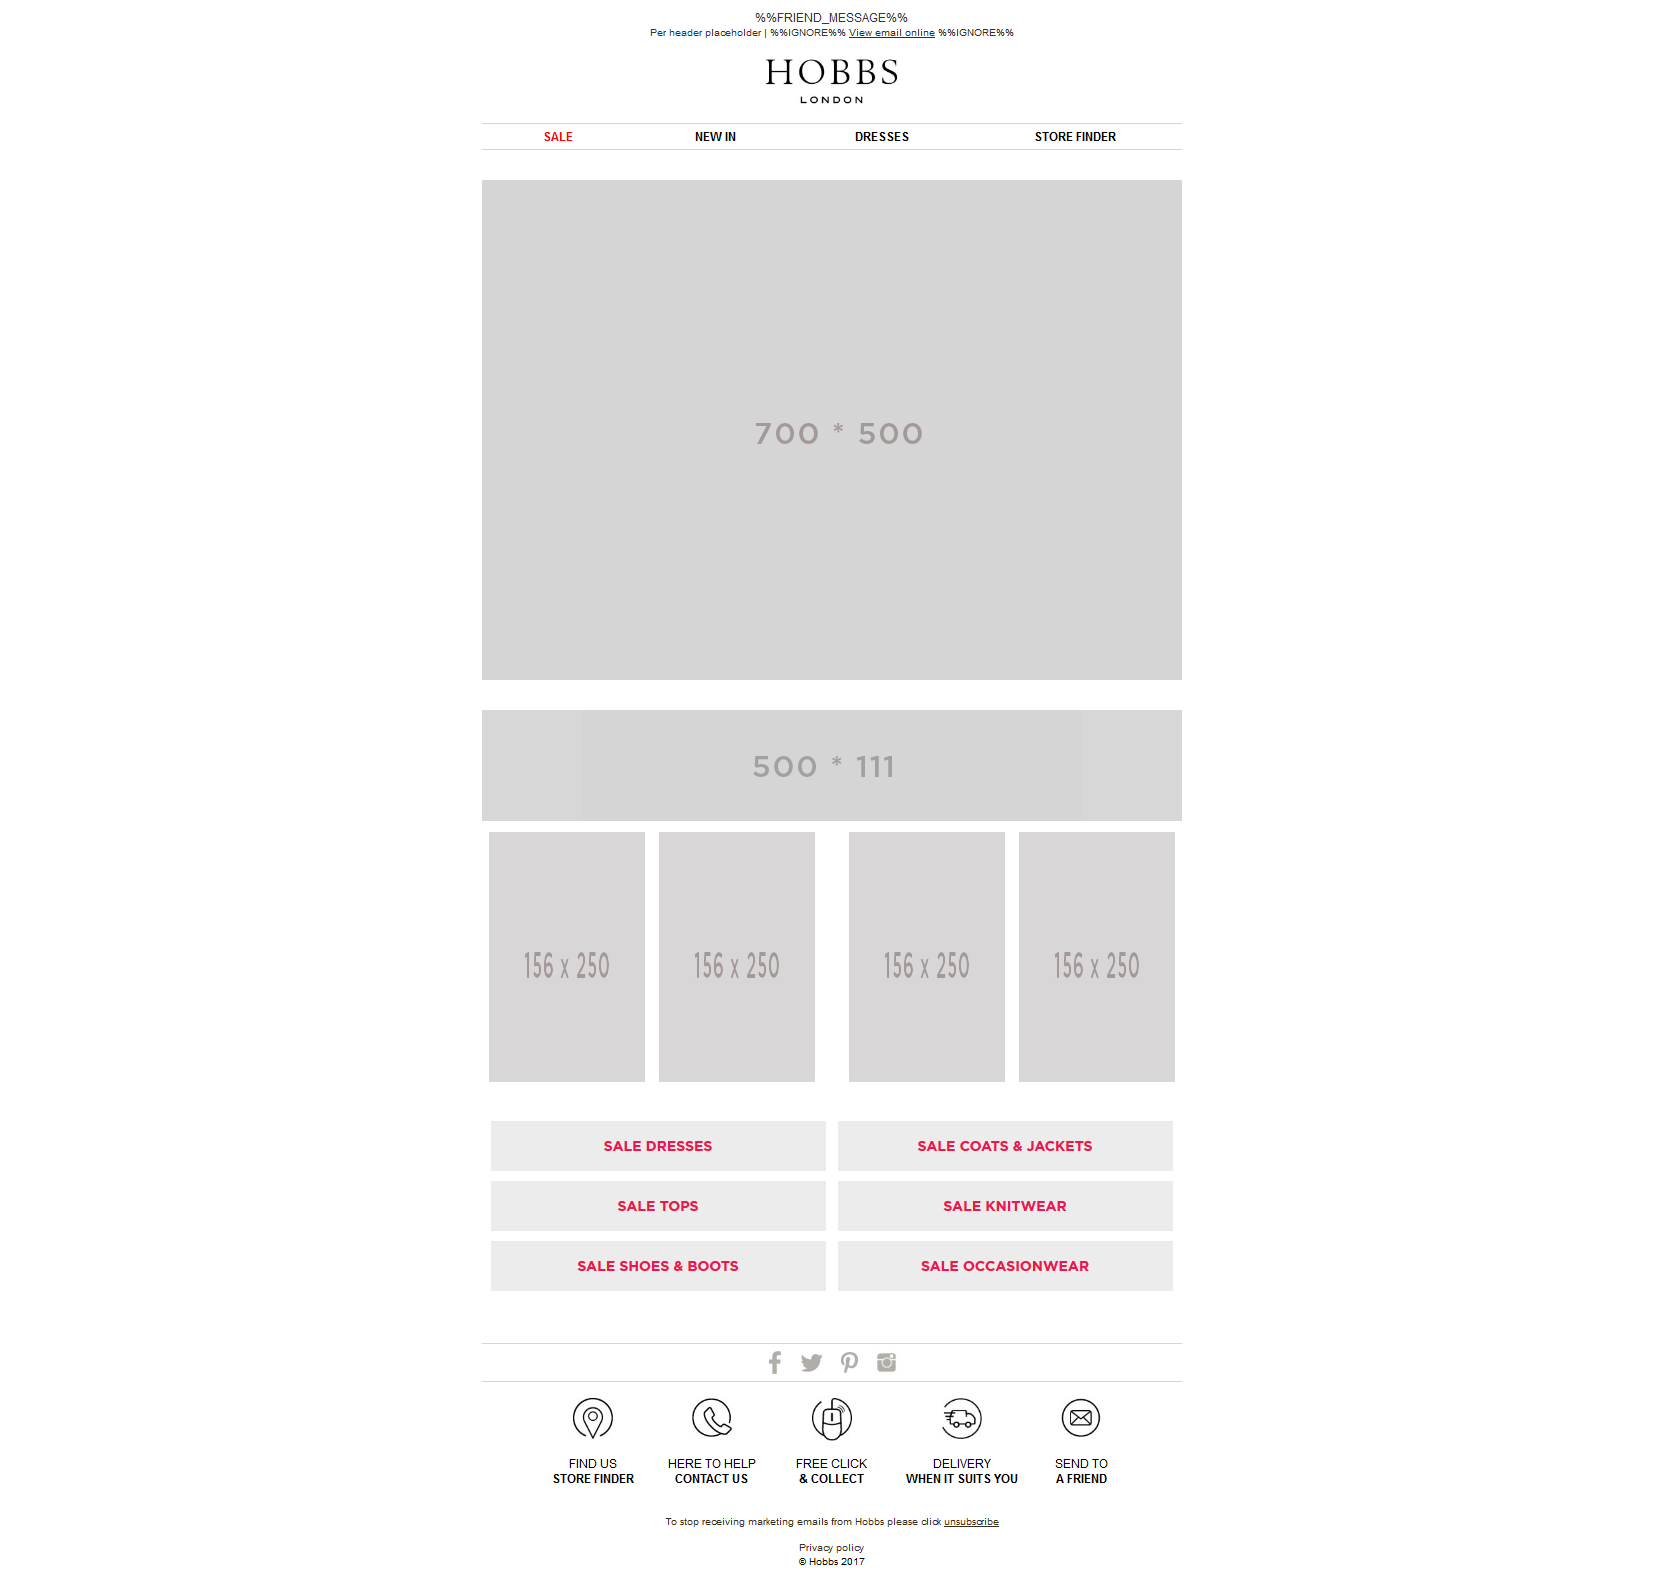 %%FRIEND_MESSAGE%%
Per header placeholder | %%IGNORE%% View email online %%IGNORE%%
HOBBS
LONDON
SALE NEW IN DRESSES STORE FINDER
700 * 500
500 * 111
156 x 250 156 x 250 156 x 250 156 x 250
SALE DRESSES SALE COATS & JACKETS
SALE TOPS SALE KNITWEAR
SALE SHOES & BOOTS SALE OCCASIONWEAR
FIND US HERE TO HELP FREE CLICK DELIVERY SEND TO
STORE FINDER CONTACT US & COLLECT WHEN IT SUITS YOU A FRIEND
To stop receiving marketing emails from Hobbs please click unsubscribe
Privacy policy
© Hobbs 2017